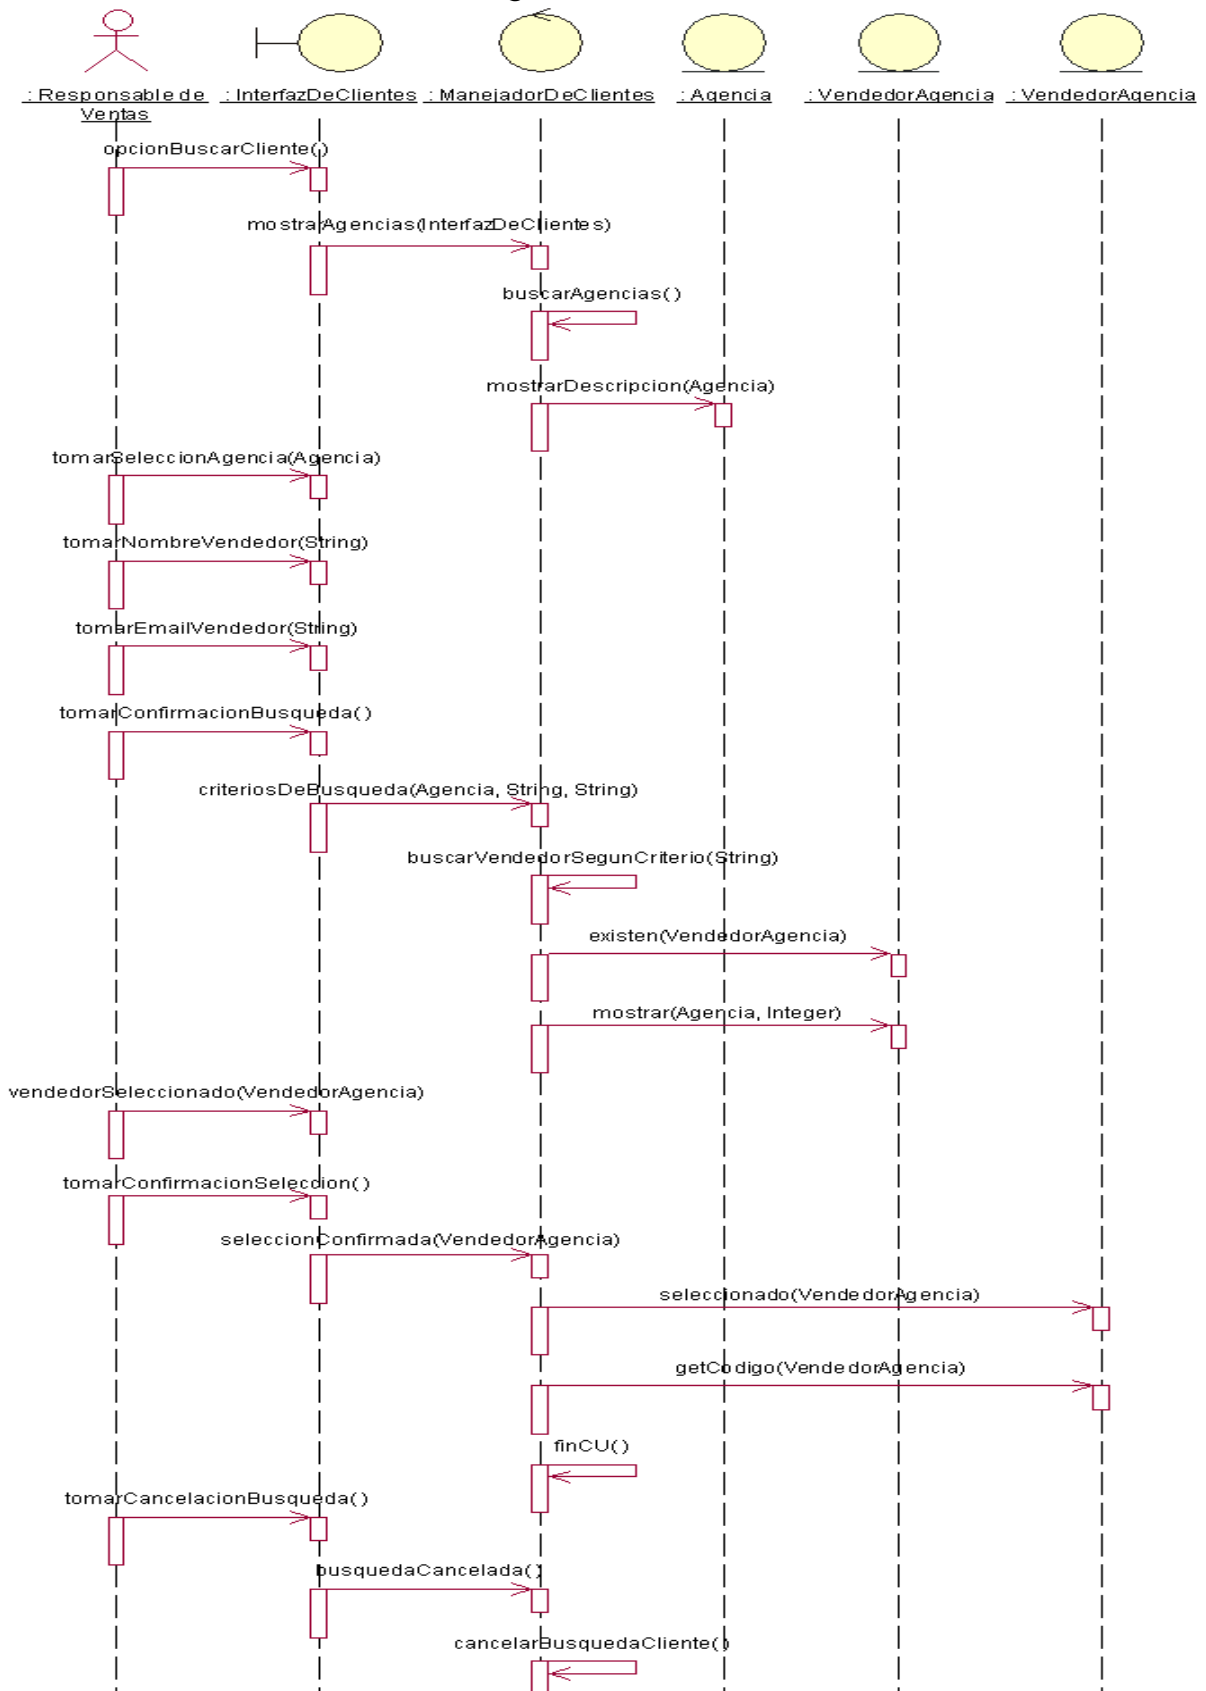 : Responsable de Ventas
: InterfazDeClientes
: ManejadorDeClientes
: Agencia
: VendedorAgencia
: VendedorAgencia
opcionBuscarCliente()
mostrarAgencias(InterfazDeClientes)
buscarAgencias()
mostrarDescripcion(Agencia)
tomarSeleccionAgencia(Agencia)
tomarNombreVendedor(String)
tomarEmailVendedor(String)
tomarConfirmacionBusqueda()
criteriosDeBusqueda(Agencia, String, String)
buscarVendedorSegunCriterio(String)
existen(VendedorAgencia)
mostrar(Agencia, Integer)
vendedorSeleccionado(VendedorAgencia)
tomarConfirmacionSeleccion()
seleccionConfirmada(VendedorAgencia)
seleccionado(VendedorAgencia)
getCodigo(VendedorAgencia)
finCU()
tomarCancelacionBusqueda()
busquedaCancelada()
cancelarBusquedaCliente()